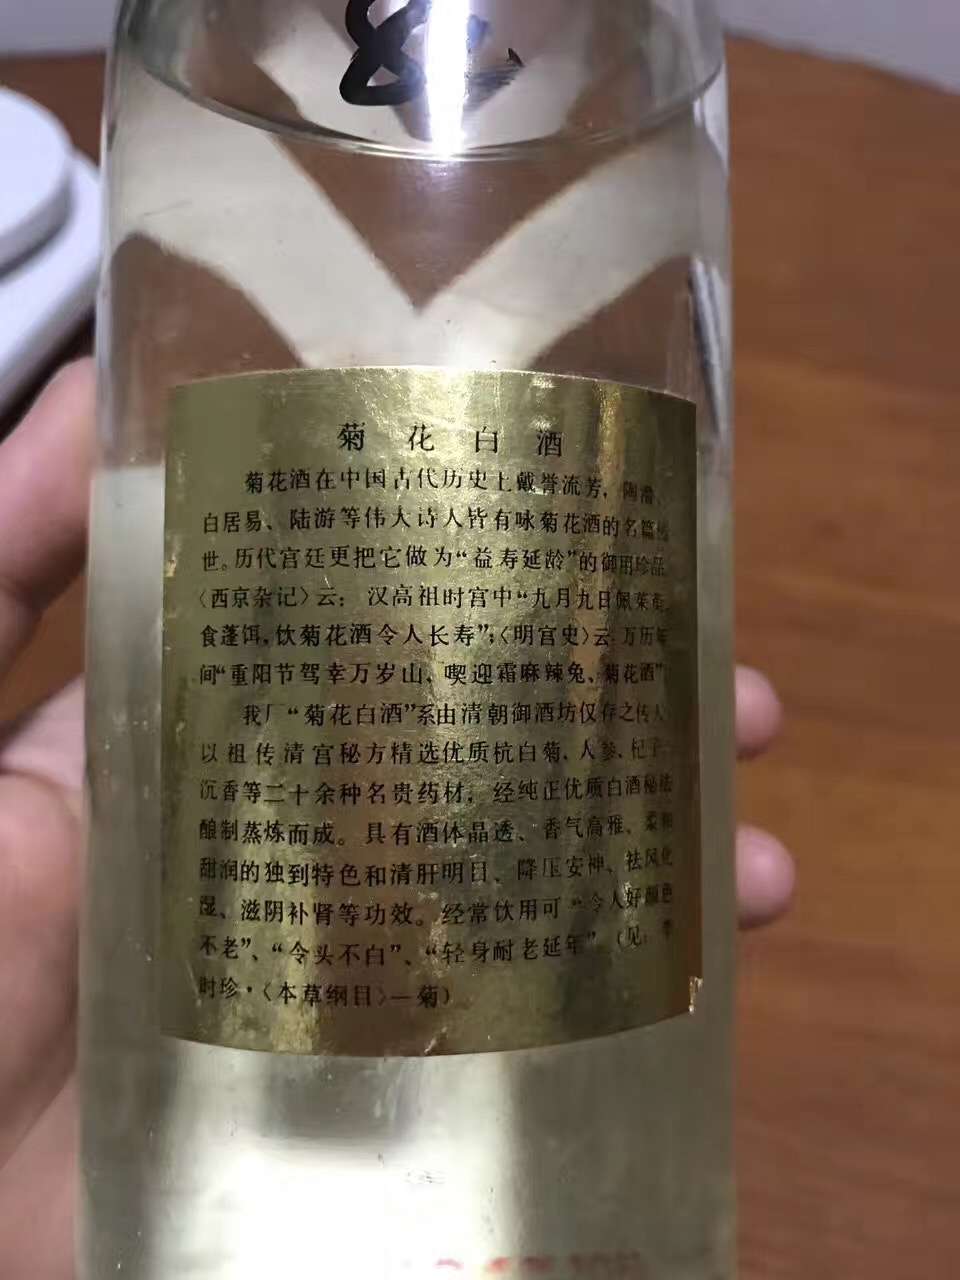 菊花白酒
菊花酒在中国古代历史上戴誉流芳，陶潜、
白居易、陆游等伟大诗人皆有咏菊花酒的名篇
世。历代宫廷更把它做为“益寿延龄”的御用珍品
〈西京杂记〉云：汉高祖时宫中“九月九日佩茱
食蓬饵，饮菊花酒令人长寿”；〈明宫史〉云：万历年
间“重阳节驾幸万岁山、喫迎霜麻辣兔、菊花酒”
我厂“菊花白酒”系由清朝御酒坊仅存之传人
以祖传清宫秘方精选优质杭白菊、人参、杞子
沉香等二十余种名贵药材，经纯正优质白酒秘法
酿制蒸炼而成。具有酒体晶透、香气高雅、柔和
甜润的独到特色和清肝明目、降压安神、祛风化
湿、滋阴补肾等功效。经常饮用可“令人好颜色
不老”、“令头不白”、“轻身耐老延年”（见：李
时珍·〈本草纲目〉—菊）